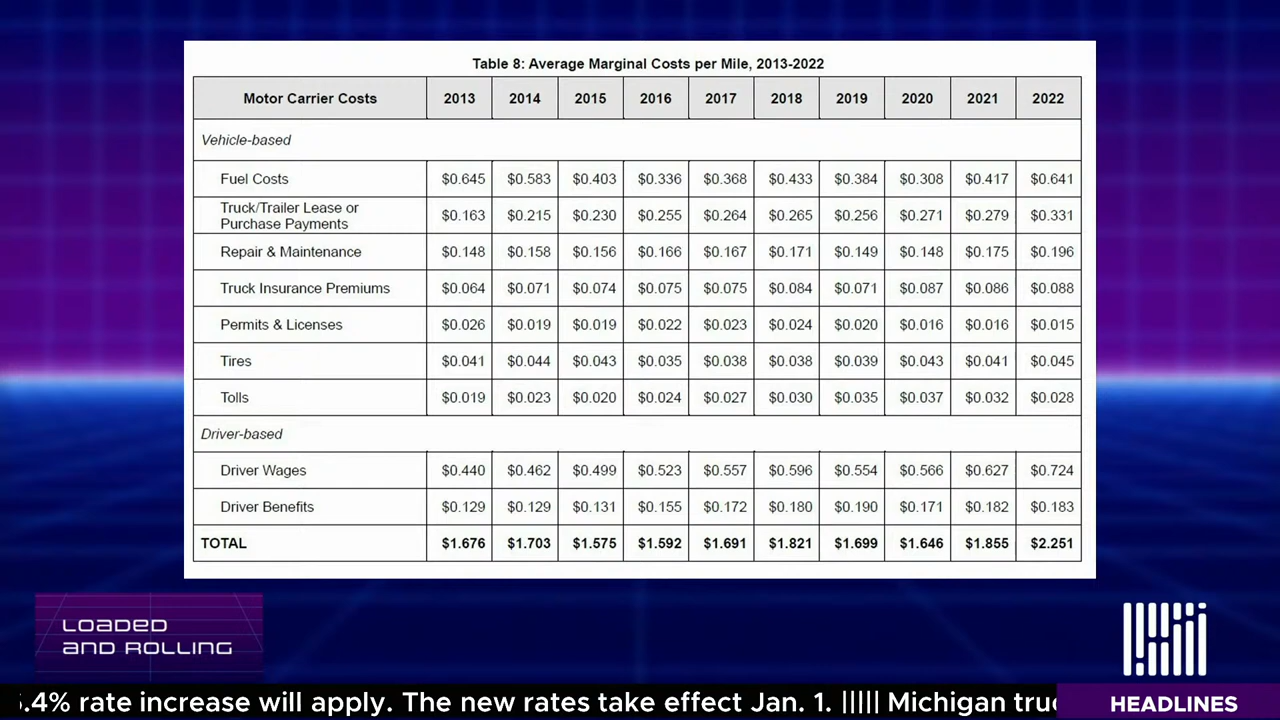 Table 8: Average Marginal Costs per Mile, 2013-2022
Motor Carrier Costs 2013 2014 2015 2016 2017 2018 2019 2020 2021 2022
Vehicle-based
Fuel Costs $0.645 $0.583 $0.403 $0.336 $0.368 $0.433 $0.384 $0.308 $0.417 $0.641
Truck/Trailer Lease or
Purchase Payments $0.163 $0.215 $0.230 $0.255 $0.264 $0.265 $0.256 $0.271 $0.279 $0.331
Repair & Maintenance $0.148 $0.158 $0.156 $0.166 $0.167 $0.171 $0.149 $0.148 $0.175 $0.196
Truck Insurance Premiums $0.064 $0.071 $0.074 $0.075 $0.075 $0.084 $0.071 $0.087 $0.086 $0.088
Permits & Licenses $0.026 $0.019 $0.019 $0.022 $0.023 $0.024 $0.020 $0.016 $0.016 $0.015
Tires $0.041 $0.044 $0.043 $0.035 $0.038 $0.038 $0.039 $0.043 $0.041 $0.045
Tolls $0.019 $0.023 $0.020 $0.024 $0.027 $0.030 $0.035 $0.037 $0.032 $0.028
Driver-based
Driver Wages $0.440 $0.462 $0.499 $0.523 $0.557 $0.596 $0.554 $0.566 $0.627 $0.724
Driver Benefits $0.129 $0.129 $0.131 $0.155 $0.172 $0.180 $0.190 $0.171 $0.182 $0.183
TOTAL $1.676 $1.703 $1.575 $1.592 $1.691 $1.821 $1.699 $1.646 $1.855 $2.251
LOADED
AND ROLLING
.4% rate increase will apply. The new rates take effect Jan. 1. ||||| Michigan
HEADLINES